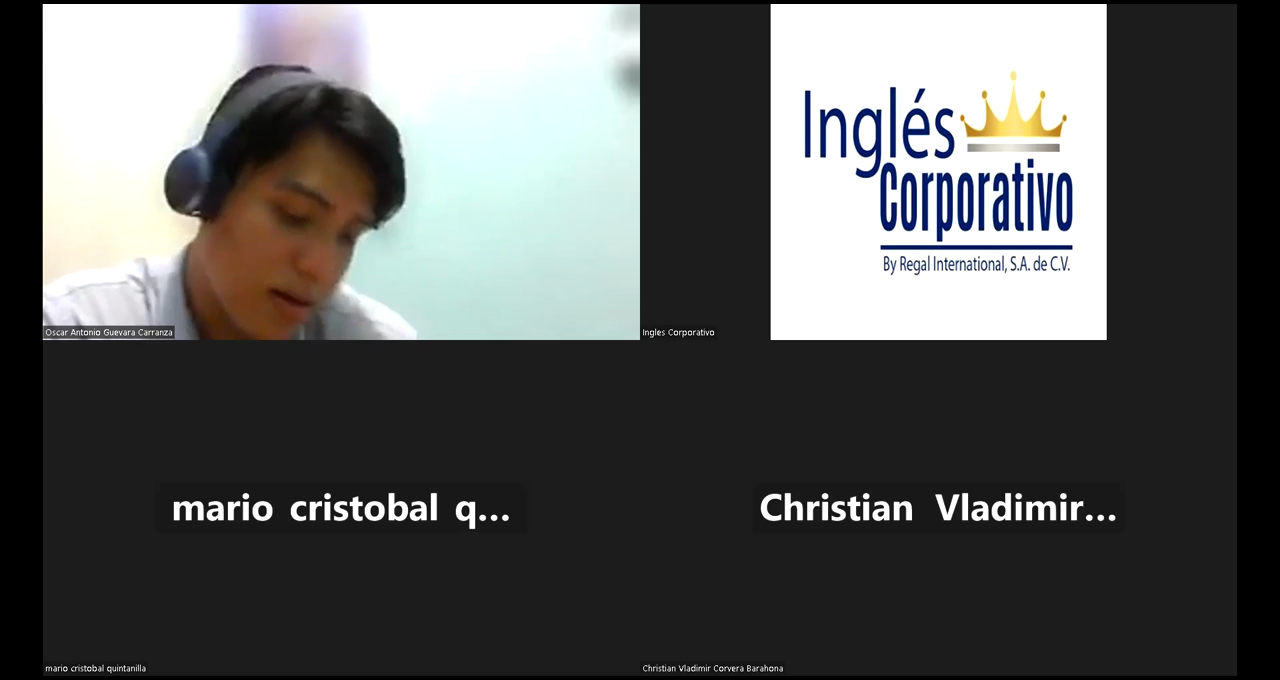 Inglés
Corporativo
By Regal International, S.A. de C.V.
Oscar Antonio Guevara Carranza
Ingles Corporativo
mario cristobal q...
Christian Vladimir...
mario cristobal quintanilla
Christian Vladimir Corvera Barahona